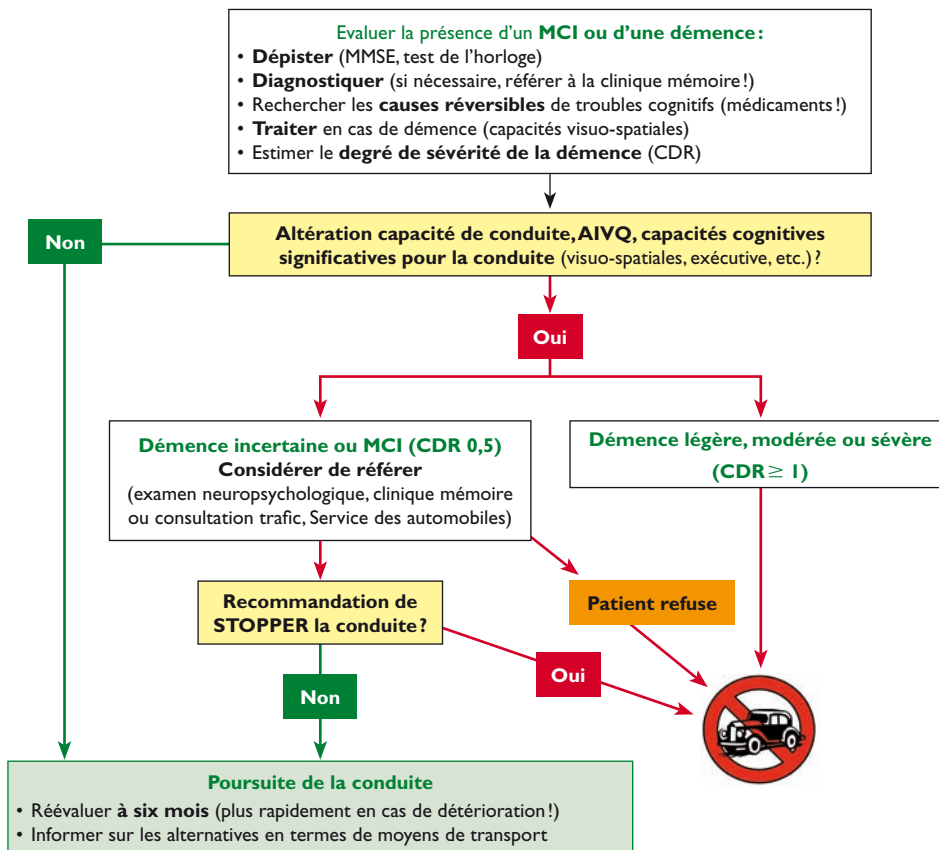 Evaluer la présence d'un MCI ou d'une démence :
• Dépister (MMSE, test de l'horloge)
• Diagnostiquer (si nécessaire, référer à la clinique mémoire !)
• Rechercher les causes réversibles de troubles cognitifs (médicaments !)
• Traiter en cas de démence (capacités visuo-spatiales)
• Estimer le degré de sévérité de la démence (CDR)
Non
Altération capacité de conduite, AIVQ, capacités cognitives
significatives pour la conduite (visuo-spatiales, exécutive, etc.) ?
Oui
Démence incertaine ou MCI (CDR 0,5)
Considérer de référer
(examen neuropsychologique, clinique mémoire
ou consultation trafic, Service des automobiles)
Démence légère, modérée ou sévère
(CDR ≥ 1)
Recommandation de
STOPPER la conduite ?
Patient refuse
Oui
Non
Poursuite de la conduite
• Réévaluer à six mois (plus rapidement en cas de détérioration !)
• Informer sur les alternatives en termes de moyens de transport